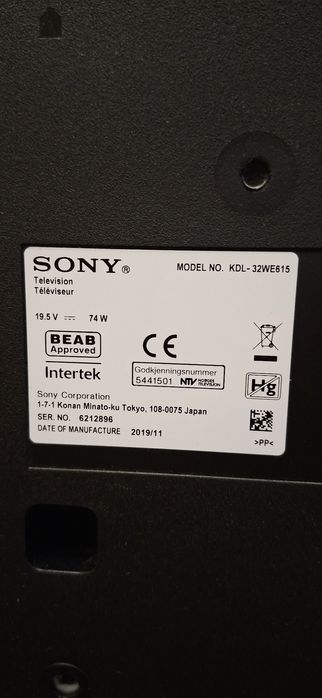 SONY® MODEL NO. KDL-32WE615
Television
Téléviseur
19.5 V 74 W
BEAB
Approved
CE
Intertek
Godkjenningsnummer
5441501 NTV NORGES TELEVISION
Hg
Sony Corporation
1-7-1 Konan Minato-ku Tokyo, 108-0075 Japan
SER. NO. 6212896
DATE OF MANUFACTURE 2019/11
>PP<